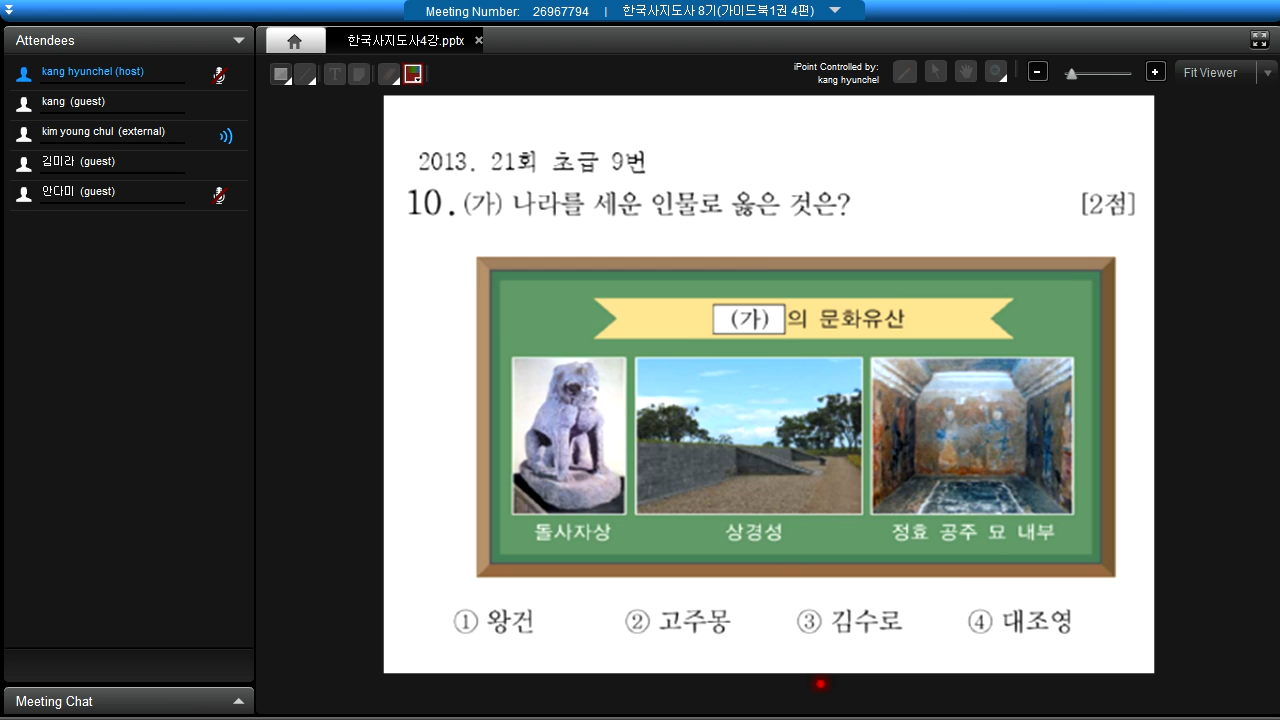 Meeting Number: 26967794 | 한국사지도사 8기(가이드북1권 4편)
Attendees
kang hyunchel (host)
kang (guest)
kim young chul (external)
김미라 (guest)
안다미 (guest)
Meeting Chat
한국사지도사4강.pptx
iPoint Controlled by:
kang hyunchel
Fit Viewer
2013. 21회 초급 9번
10. (가) 나라를 세운 인물로 옳은 것은? [2점]
(가) 의 문화유산
돌사자상 상경성 정효 공주 묘 내부
① 왕건 ② 고주몽 ③ 김수로 ④ 대조영